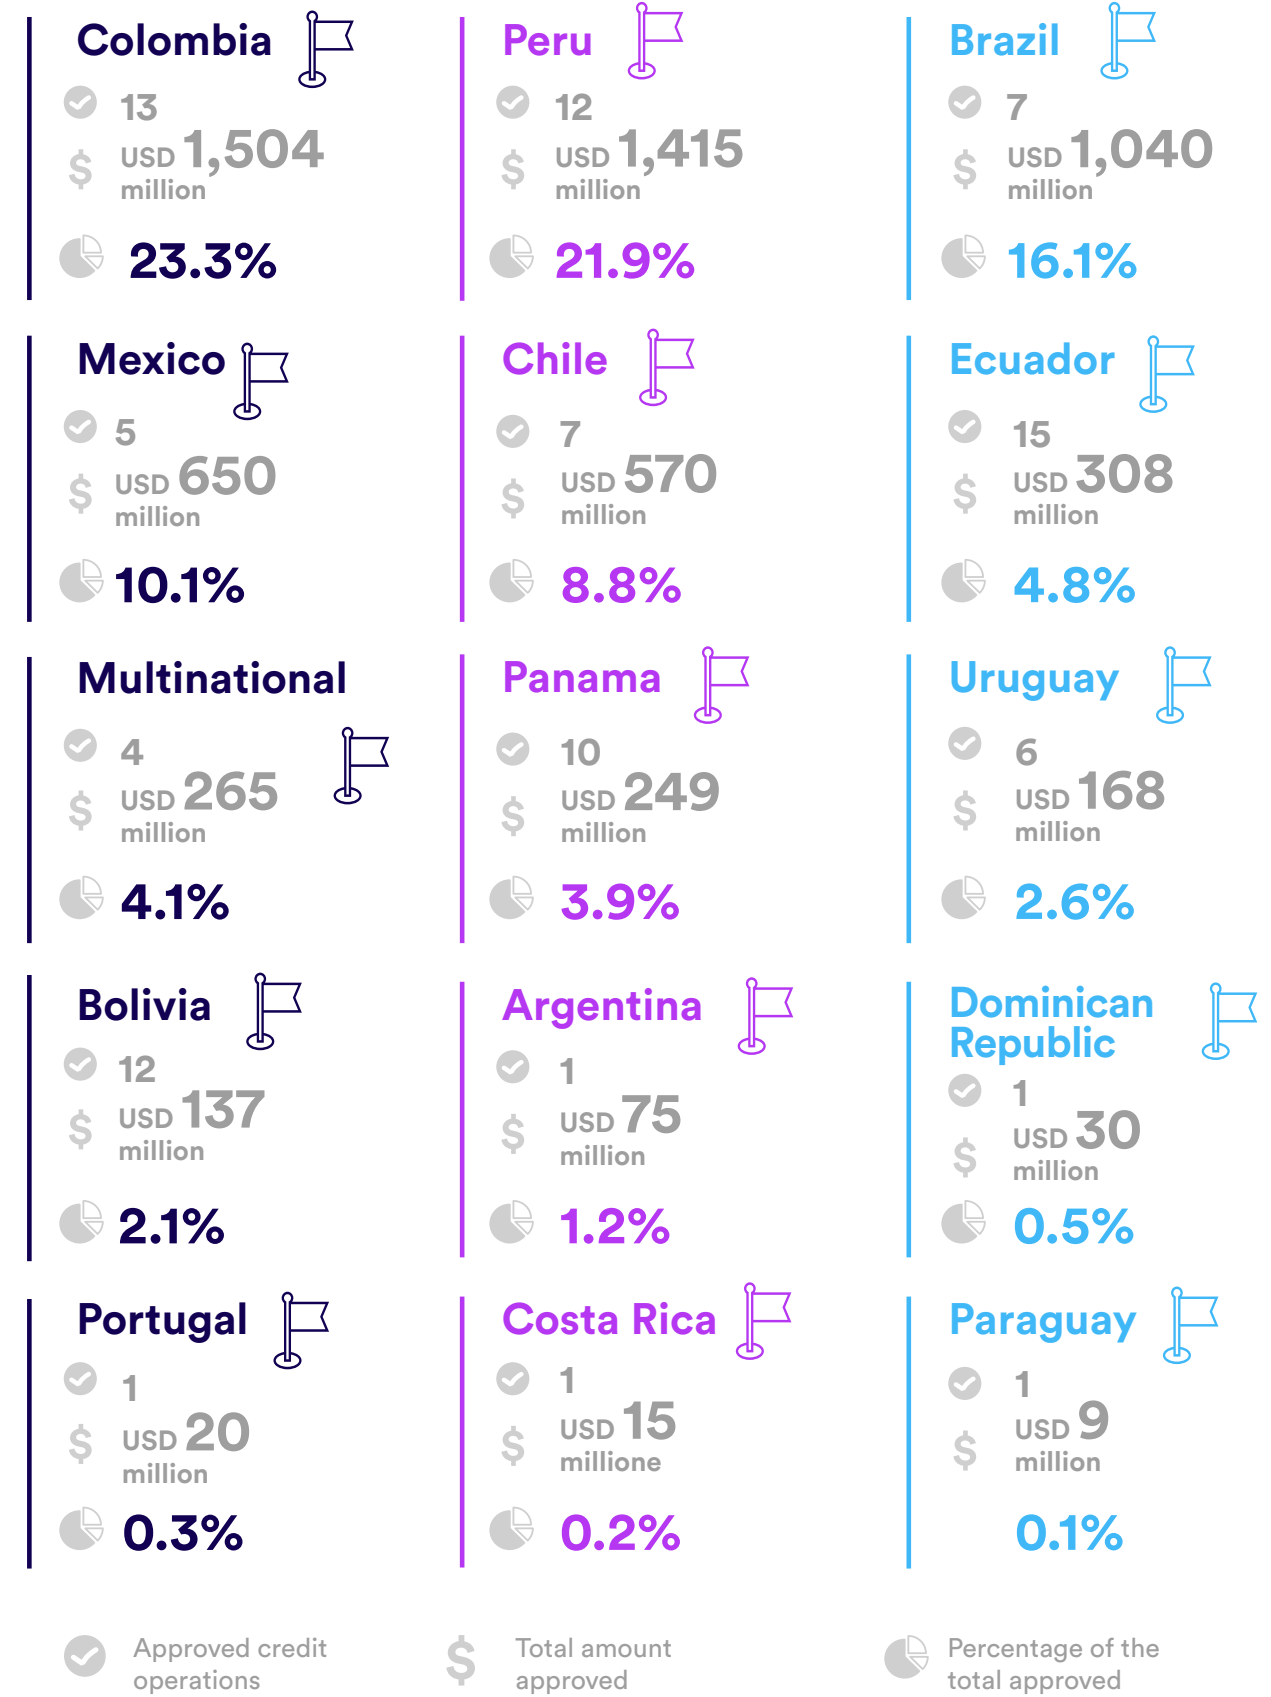 Colombia
13
USD 1,504
million
23.3%
Peru
12
USD 1,415
million
21.9%
Brazil
7
USD 1,040
million
16.1%
Mexico
5
USD 650
million
10.1%
Chile
7
USD 570
million
8.8%
Ecuador
15
USD 308
million
4.8%
Multinational
4
USD 265
million
4.1%
Panama
10
USD 249
million
3.9%
Uruguay
6
USD 168
million
2.6%
Bolivia
12
USD 137
million
2.1%
Argentina
1
USD 75
million
1.2%
Dominican
Republic
1
USD 30
million
0.5%
Portugal
1
USD 20
million
0.3%
Costa Rica
1
USD 15
millione
0.2%
Paraguay
1
USD 9
million
0.1%
Approved credit
operations
Total amount
approved
Percentage of the
total approved